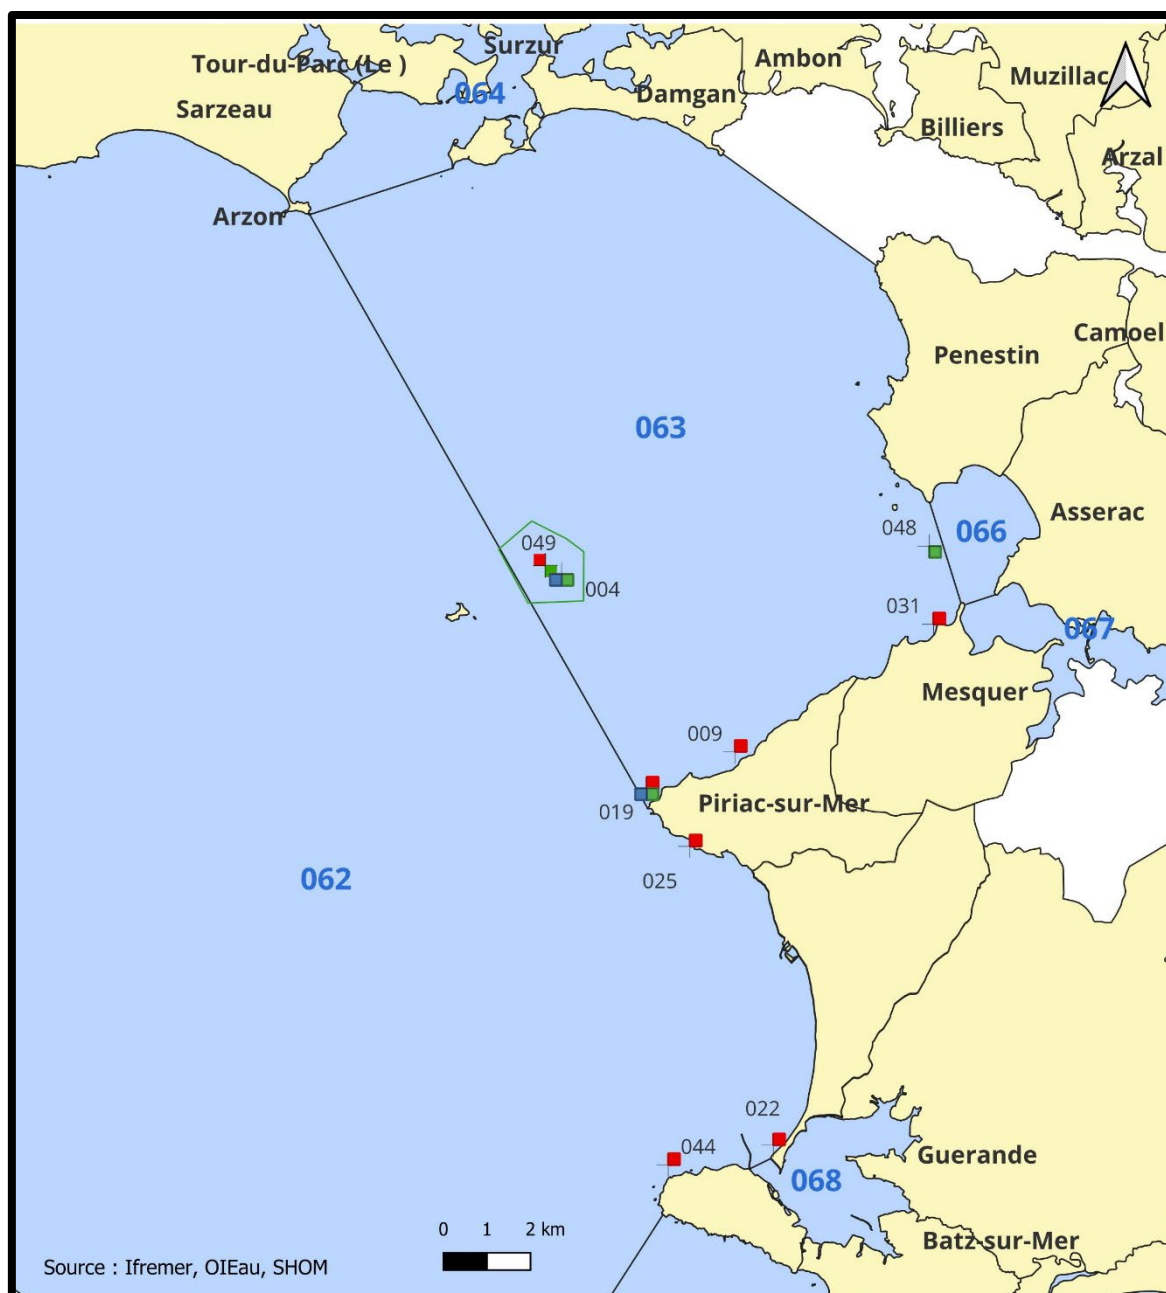 Surzur
Tour-du-Parc (Le )
Ambon
Muzillac
064
Damgan
Sarzeau
Billiers
Arzal
Arzon
Camoel
Penestin
063
Asserac
048
066
049
004
031
067
Mesquer
009
Piriac-sur-Mer
019
062
025
022
044
Guerande
068
0 1 2 km
Batz-sur-Mer
Source : Ifremer, OIEau, SHOM